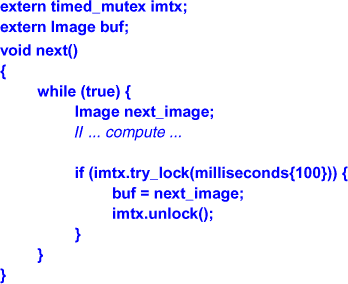 extern timed_mutex imtx;
extern Image buf;
void next()
{
while (true) {
Image next_image;
// ... compute ...
if (imtx.try_lock(milliseconds{100})) {
buf = next_image;
imtx.unlock();
}
}
}